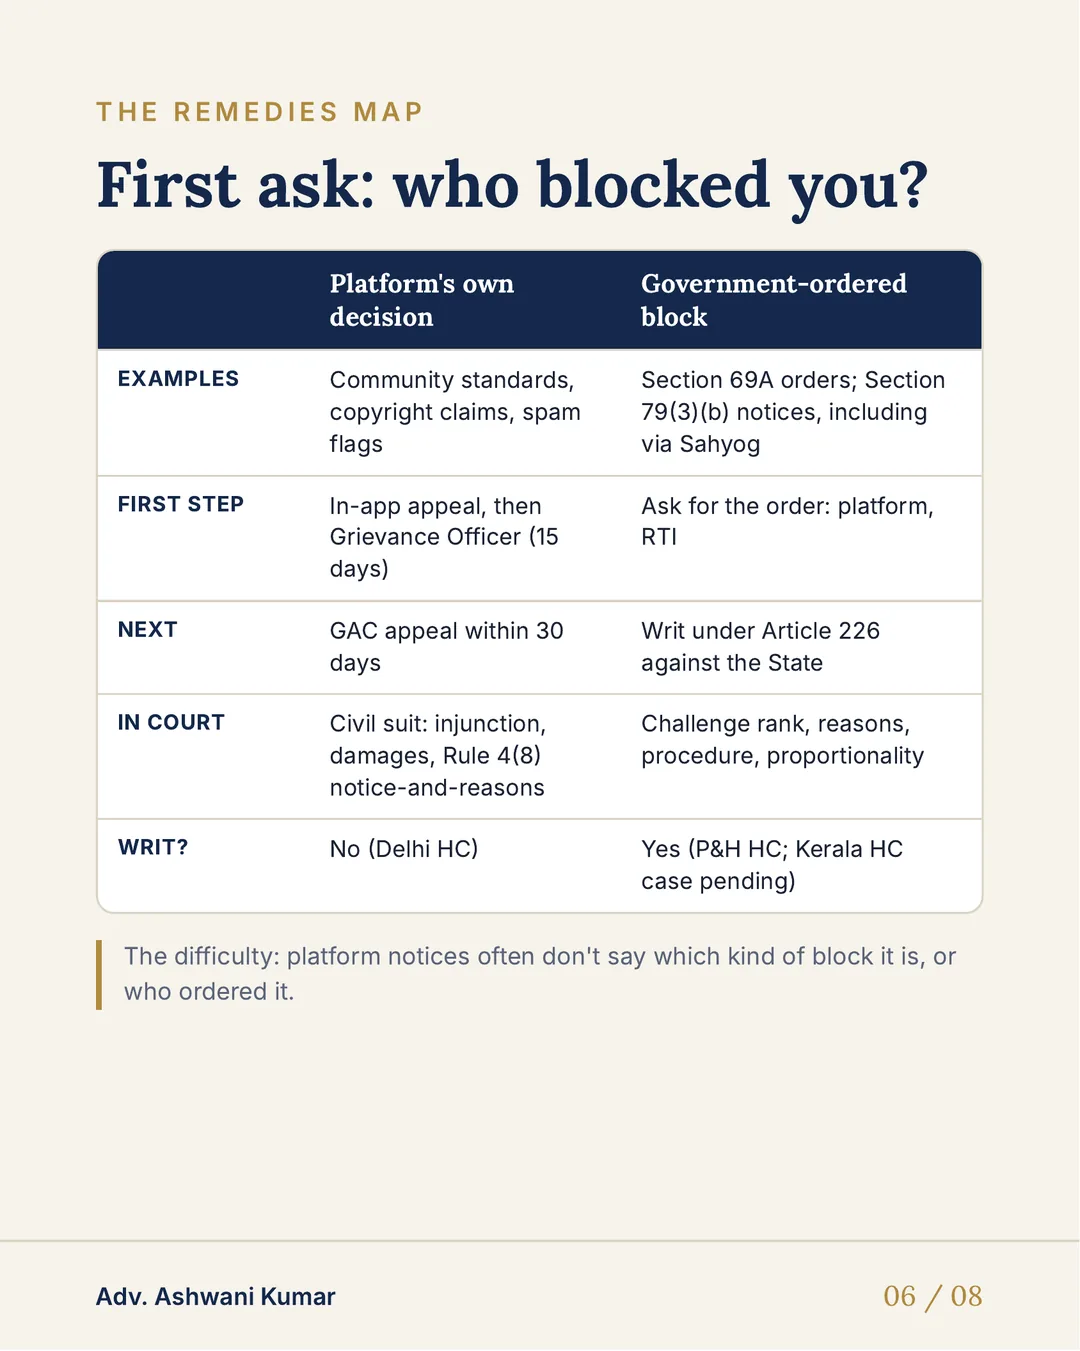 THE REMEDIES MAP
First ask: who blocked you?
Platform's own
decision
Government-ordered
block
EXAMPLES
Community standards,
copyright claims, spam
flags
Section 69A orders; Section
79(3)(b) notices, including
via Sahyog
FIRST STEP
In-app appeal, then
Grievance Officer (15
days)
Ask for the order: platform,
RTI
NEXT
GAC appeal within 30
days
Writ under Article 226
against the State
IN COURT
Civil suit: injunction,
damages, Rule 4(8)
notice-and-reasons
Challenge rank, reasons,
procedure, proportionality
WRIT?
No (Delhi HC)
Yes (P&H HC; Kerala HC
case pending)
The difficulty: platform notices often don't say which kind of block it is, or
who ordered it.
Adv. Ashwani Kumar
06 / 08